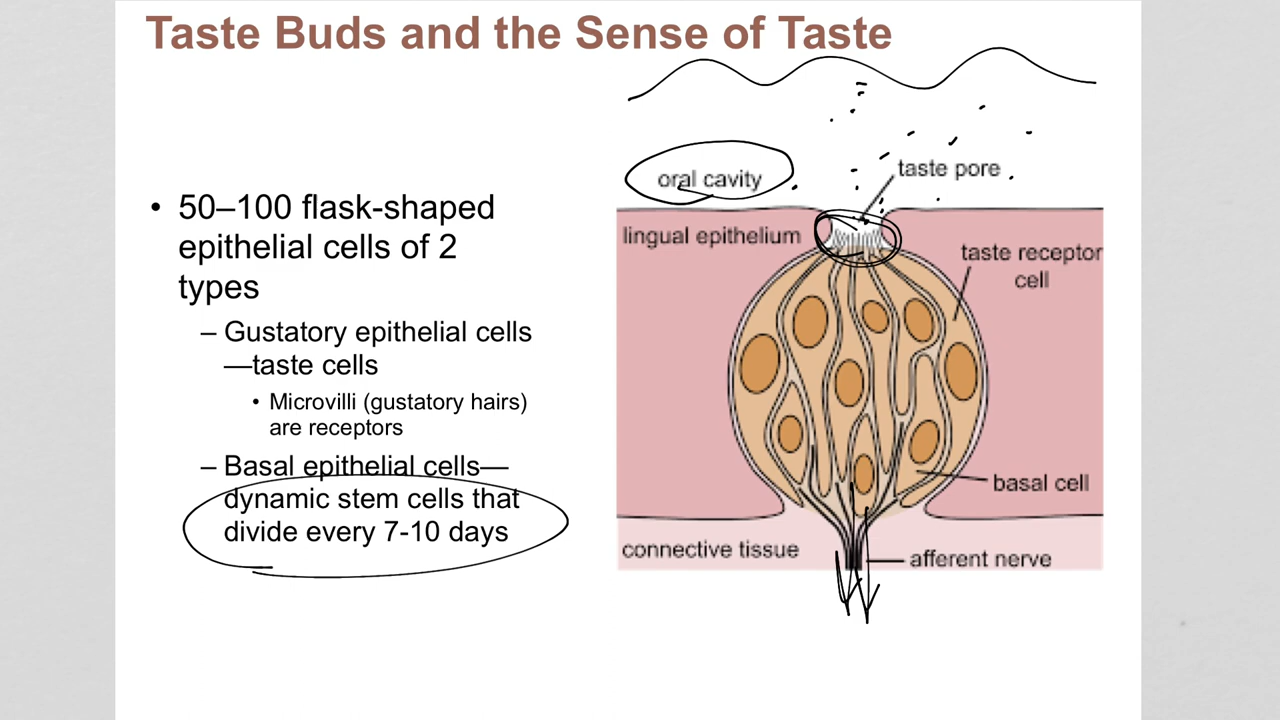 Taste Buds and the Sense of Taste
• 50–100 flask-shaped
epithelial cells of 2
types
– Gustatory epithelial cells
—taste cells
• Microvilli (gustatory hairs)
are receptors
– Basal epithelial cells—
dynamic stem cells that
divide every 7-10 days
oral cavity
taste pore
lingual epithelium
taste receptor
cell
basal cell
connective tissue
afferent nerve